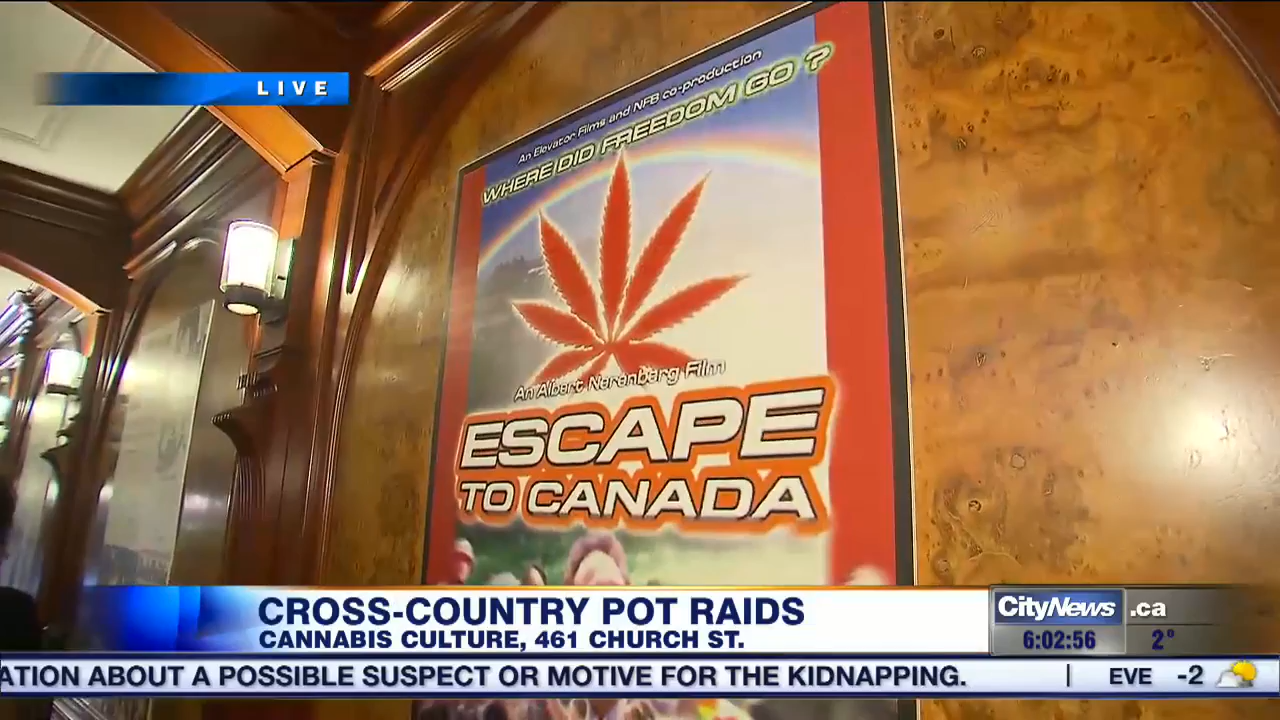 LIVE
An Elevator Films and NFB co-production
WHERE DID FREEDOM GO ?
An Albert Nerenberg Film
ESCAPE
TO CANADA
CROSS-COUNTRY POT RAIDS
CANNABIS CULTURE, 461 CHURCH ST.
CityNews .ca
6:02:56 2°
ATION ABOUT A POSSIBLE SUSPECT OR MOTIVE FOR THE KIDNAPPING. | EVE -2